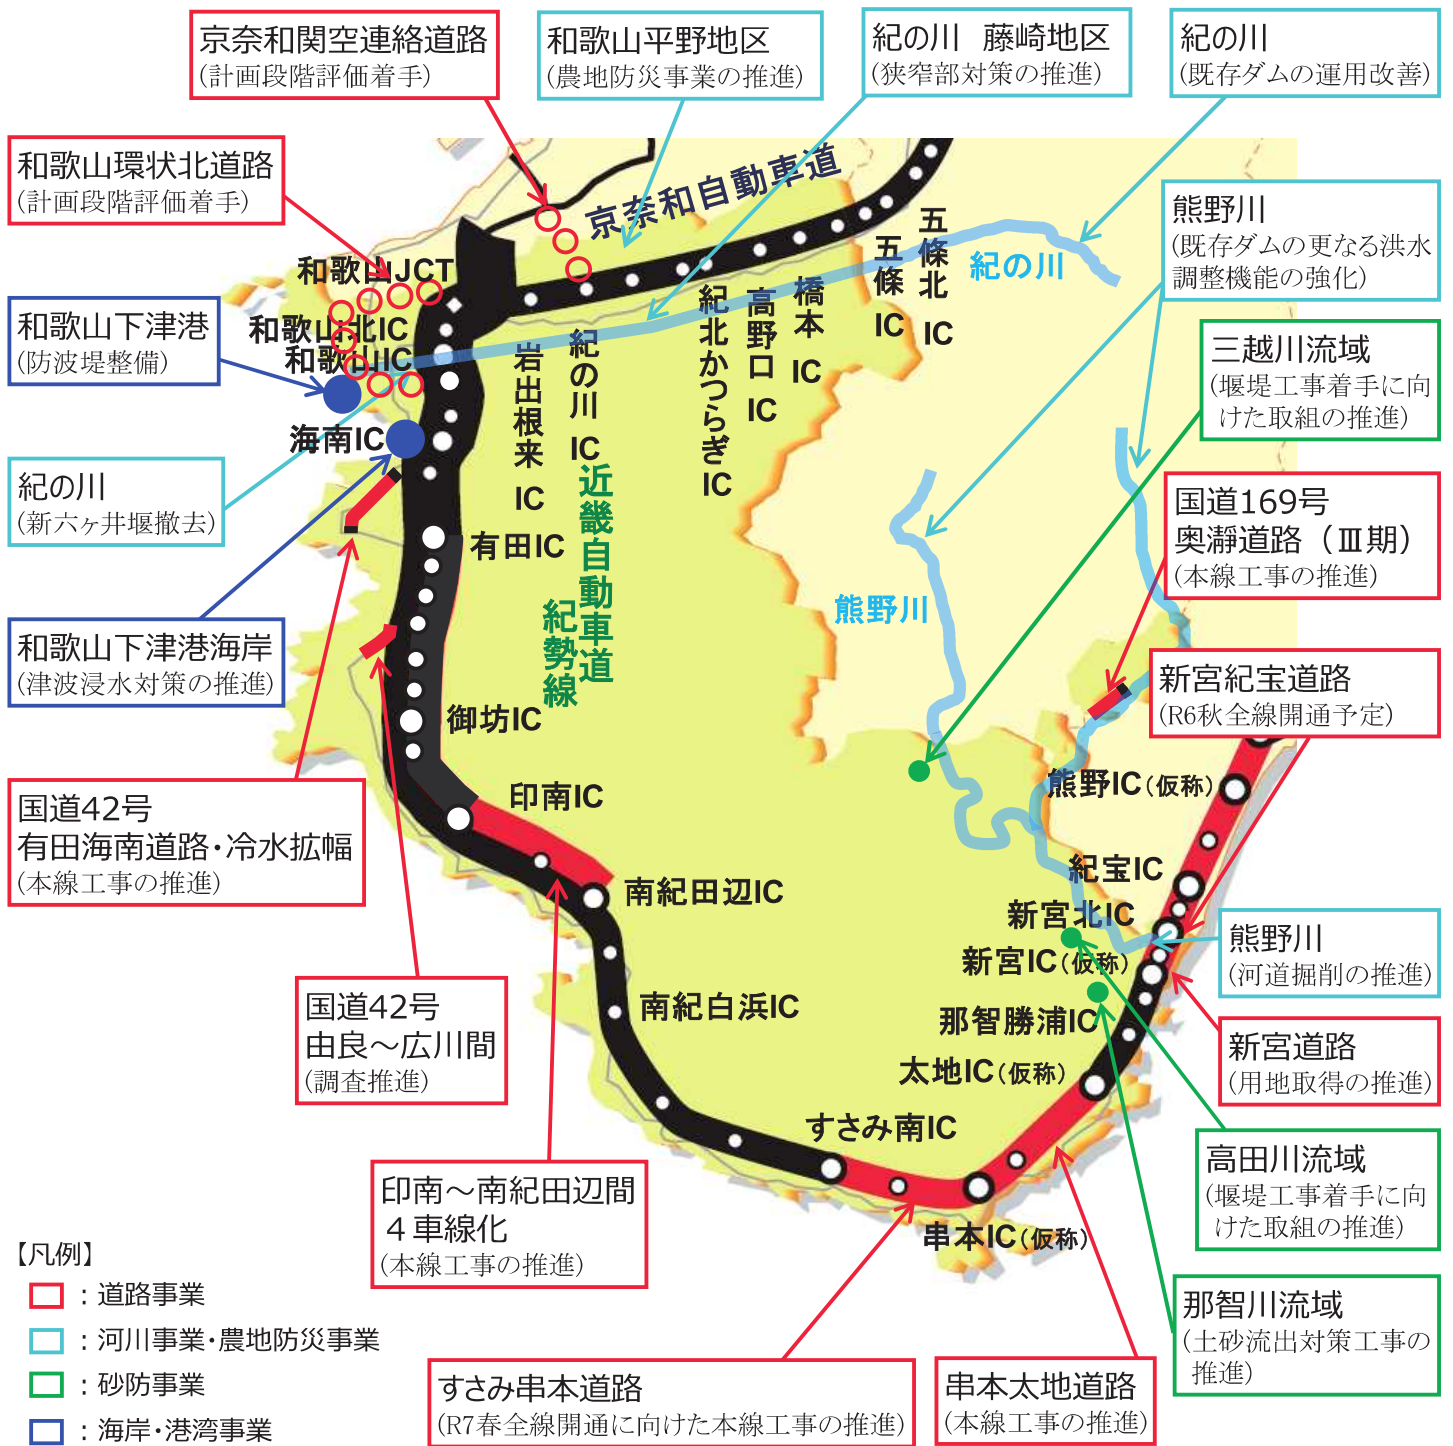 京奈和関空連絡道路
(計画段階評価着手)
和歌山平野地区
(農地防災事業の推進)
紀の川 藤崎地区
(狭窄部対策の推進)
紀の川
(既存ダムの運用改善)
和歌山環状北道路
(計画段階評価着手)
熊野川
(既存ダムの更なる洪水
調整機能の強化)
京奈和自動車道
和歌山JCT
和歌山北IC
和歌山IC
海南IC
和歌山下津港
(防波堤整備)
岩出根来IC
紀の川IC
紀北かつらぎIC
高野口IC
橋本IC
五條IC
五條北IC
紀の川
三越川流域
(堰堤工事着手に向
けた取組の推進)
紀の川
(新六ヶ井堰撤去)
近畿自動車道
紀勢線
国道169号
奥瀞道路(Ⅲ期)
(本線工事の推進)
有田IC
熊野川
和歌山下津港海岸
(津波浸水対策の推進)
新宮紀宝道路
(R6秋全線開通予定)
御坊IC
印南IC
熊野IC(仮称)
国道42号
有田海南道路・冷水拡幅
(本線工事の推進)
南紀田辺IC
紀宝IC
新宮北IC
新宮IC(仮称)
熊野川
(河道掘削の推進)
国道42号
由良～広川間
(調査推進)
南紀白浜IC
那智勝浦IC
太地IC(仮称)
新宮道路
(用地取得の推進)
すさみ南IC
高田川流域
(堰堤工事着手に向
けた取組の推進)
印南～南紀田辺間
４車線化
(本線工事の推進)
串本IC(仮称)
那智川流域
(土砂流出対策工事の
推進)
すさみ串本道路
(R7春全線開通に向けた本線工事の推進)
串本太地道路
(本線工事の推進)
【凡例】
：道路事業
：河川事業・農地防災事業
：砂防事業
：海岸・港湾事業